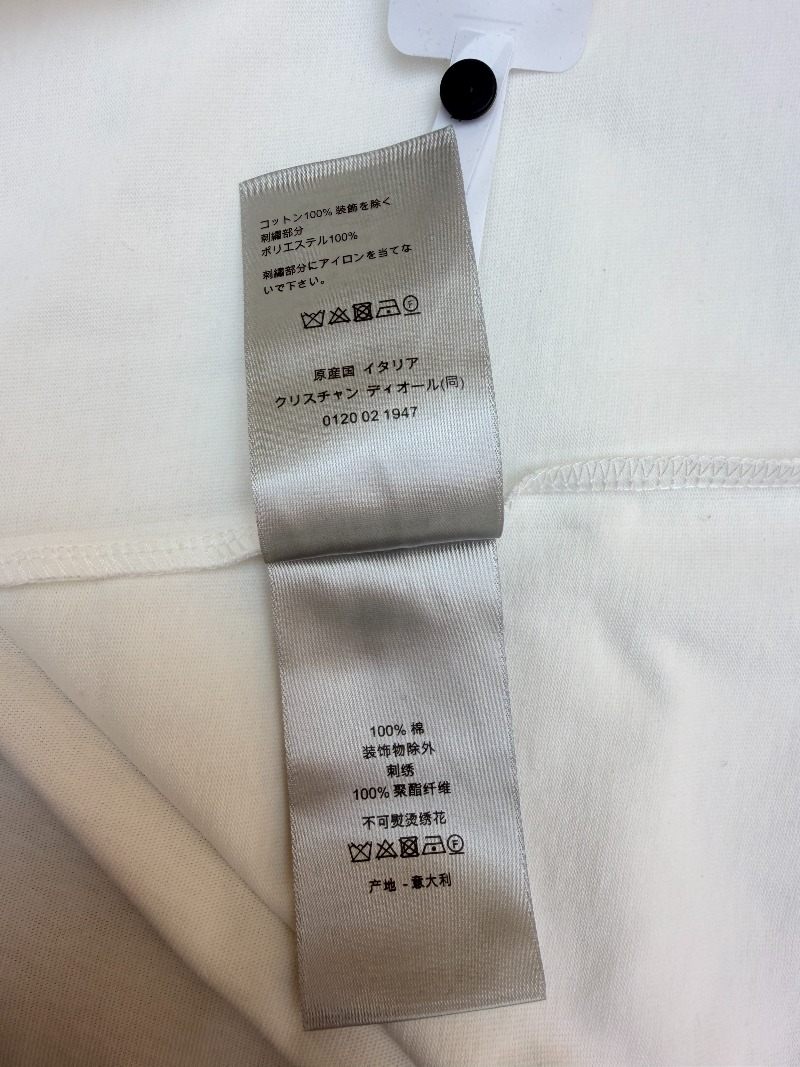 コットン100% 装飾を除く
刺繍部分
ポリエステル100%
刺繍部分にアイロンを当てな
いで下さい。
F
原産国 イタリア
クリスチャン ディオール(同)
0120 02 1947
100% 棉
装饰物除外
刺绣
100% 聚酯纤维
不可熨烫绣花
F
产地 - 意大利